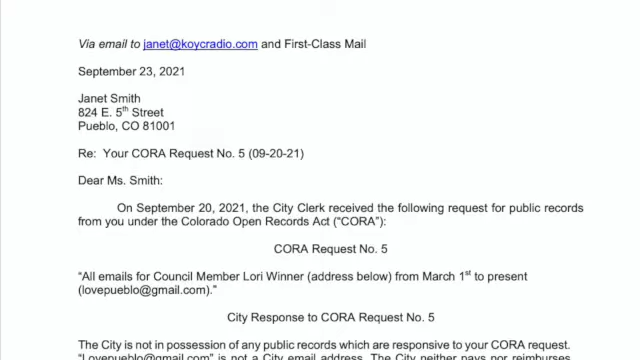 Via email to janet@koycradio.com and First-Class Mail
September 23, 2021
Janet Smith
824 E. 5th Street
Pueblo, CO 81001
Re: Your CORA Request No. 5 (09-20-21)
Dear Ms. Smith:
On September 20, 2021, the City Clerk received the following request for public records
from you under the Colorado Open Records Act ("CORA"):
CORA Request No. 5
"All emails for Council Member Lori Winner (address below) from March 1st to present
(lovepueblo@gmail.com)."
City Response to CORA Request No. 5
The City is not in possession of any public records which are responsive to your CORA request.
"Lovepueblo@gmail.com" is not a City email address. The City neither pays nor reimburses